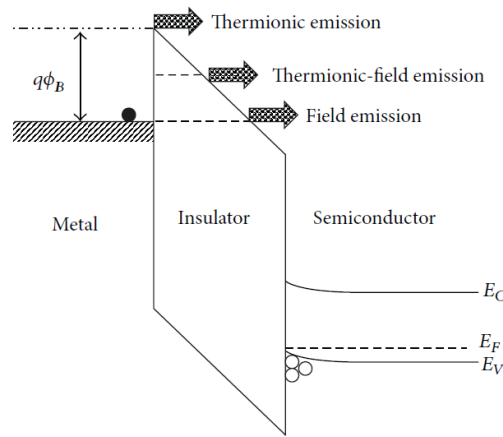 Thermionic emission
qϕB
Thermionic-field emission
Field emission
Metal
Insulator
Semiconductor
EC
EF
EV